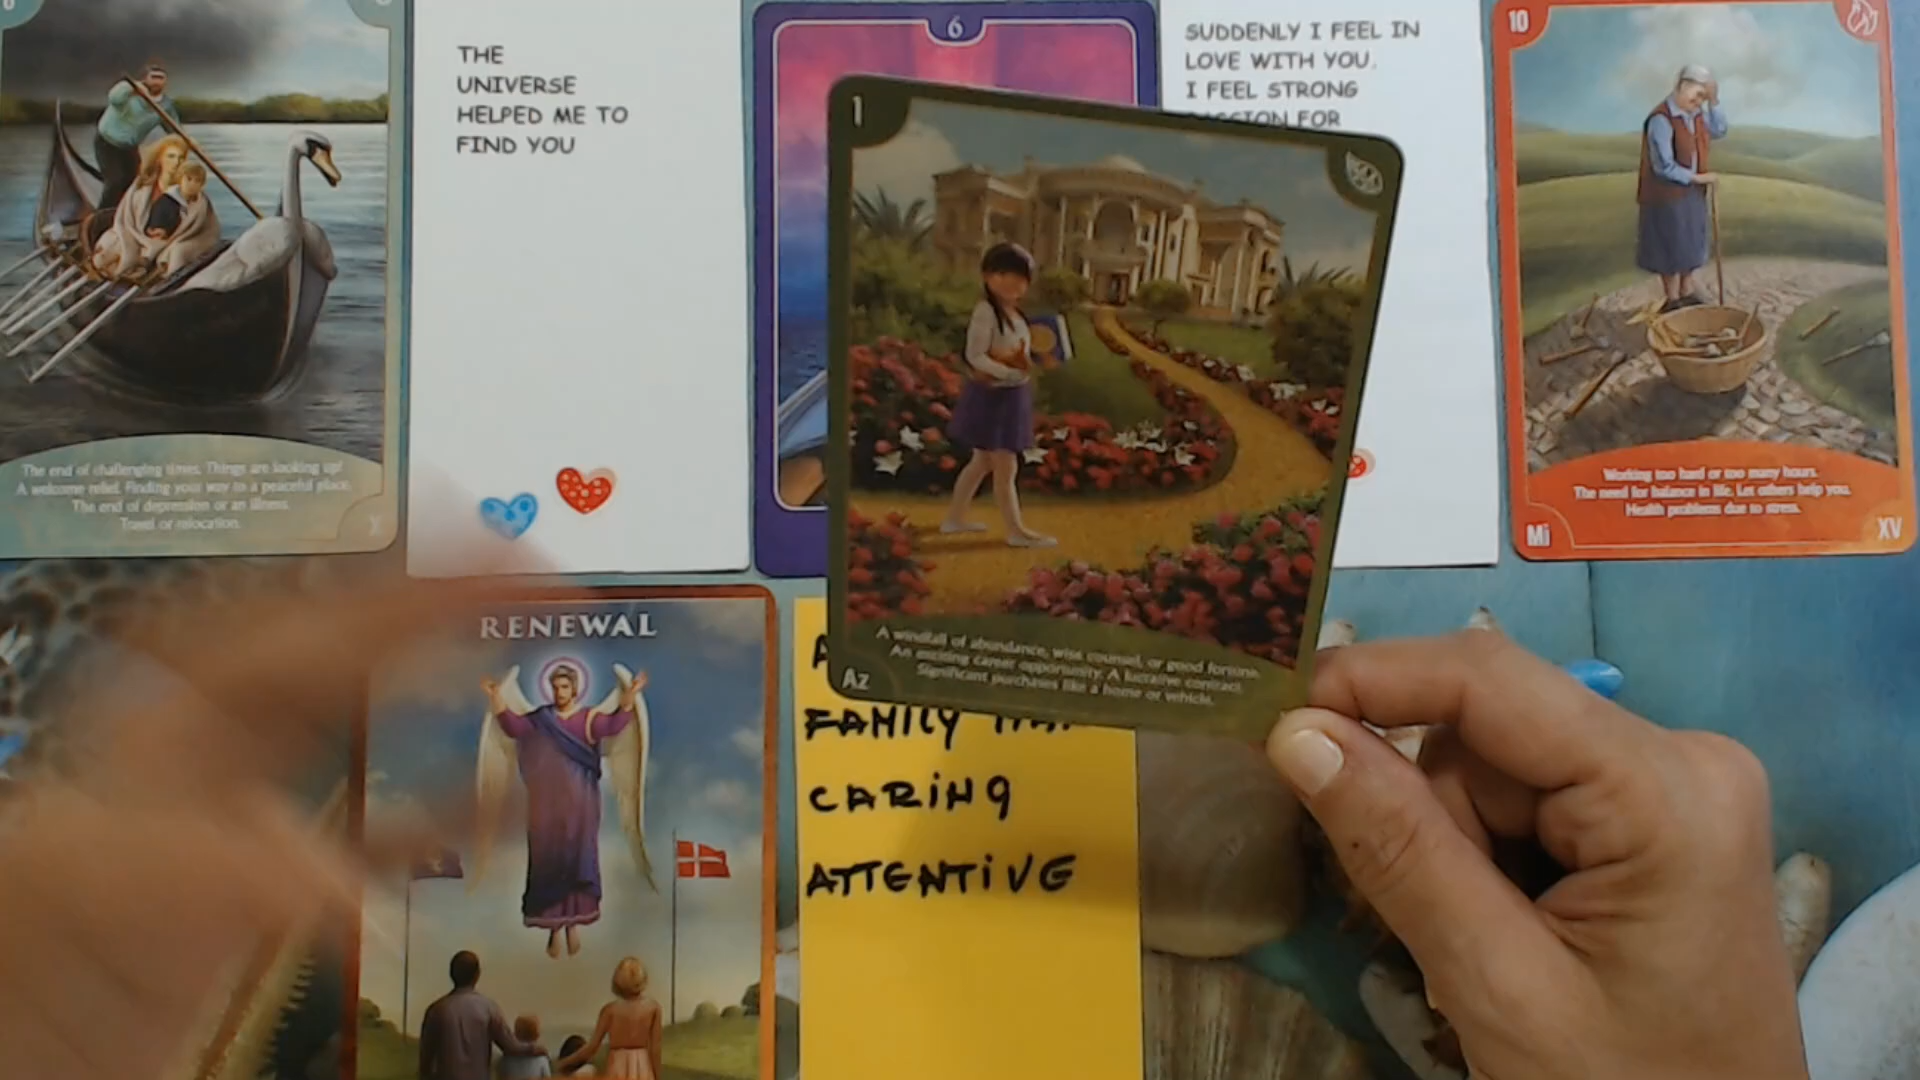 The end of challenging times. Things are looking up!
A welcome relief. Finding your way to a peaceful place.
The end of depression or an illness.
Travel or relocation.
THE
UNIVERSE
HELPED ME TO
FIND YOU
6
SUDDENLY I FEEL IN
LOVE WITH YOU.
I FEEL STRONG
FOR
10
Working too hard or too many hours.
The need for balance in life. Let others help you.
Health problems due to stress.
Mi
XV
1
A windfall of abundance, wise counsel, or good fortune.
An exciting career opportunity. A lucrative contract.
Significant purchases like a home or vehicle.
Az
RENEWAL
FAMILY
CARING
ATTENTIVE